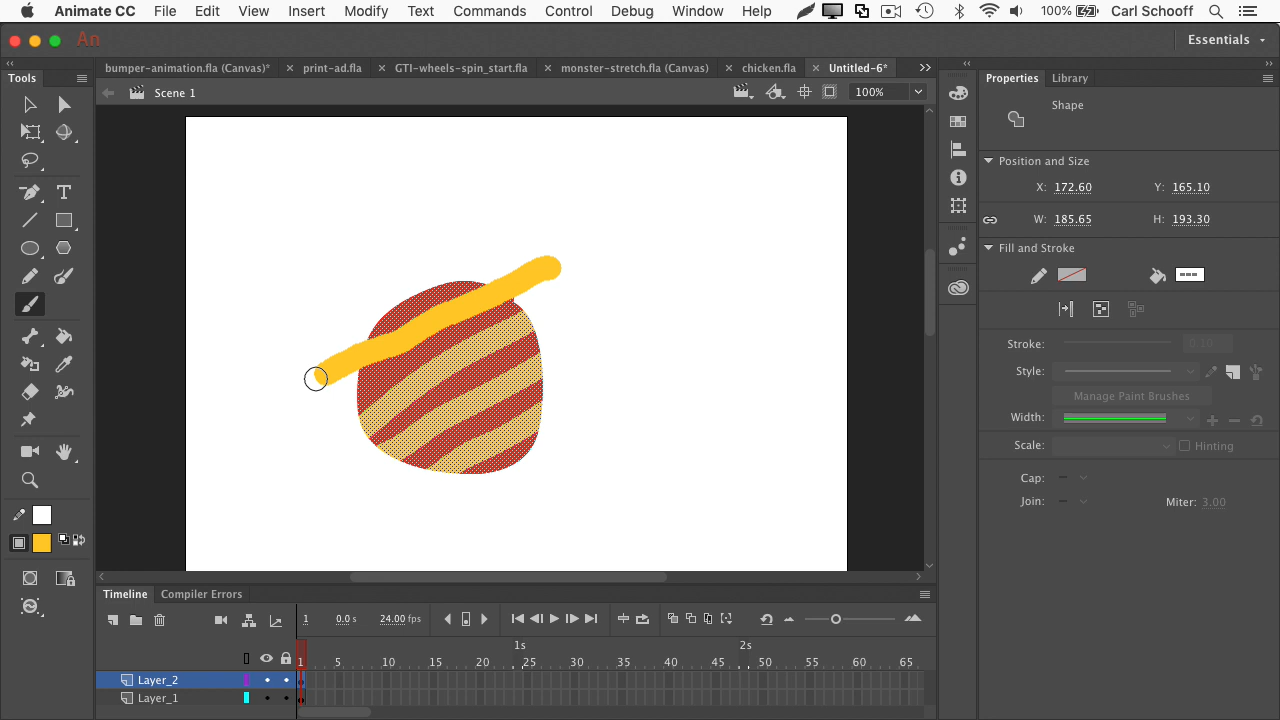 Animate CC File Edit View Insert Modify Text Commands Control Debug Window Help 100% Carl Schooff
An Essentials
Tools
bumper-animation.fla (Canvas)* × print-ad.fla × GTI-wheels-spin_start.fla × monster-stretch.fla (Canvas) × chicken.fla × Untitled-6* »
Scene 1 100%
Properties Library
Shape
Position and Size
X: 172.60 Y: 165.10
W: 185.65 H: 193.30
Fill and Stroke
Stroke: 0.10
Style:
Manage Paint Brushes
Width:
Scale: Hinting
Cap:
Join: Miter: 3.00
Timeline Compiler Errors
1 0.0 s 24.00 fps
1s 2s
1 5 10 15 20 25 30 35 40 45 50 55 60 65
Layer_2
Layer_1